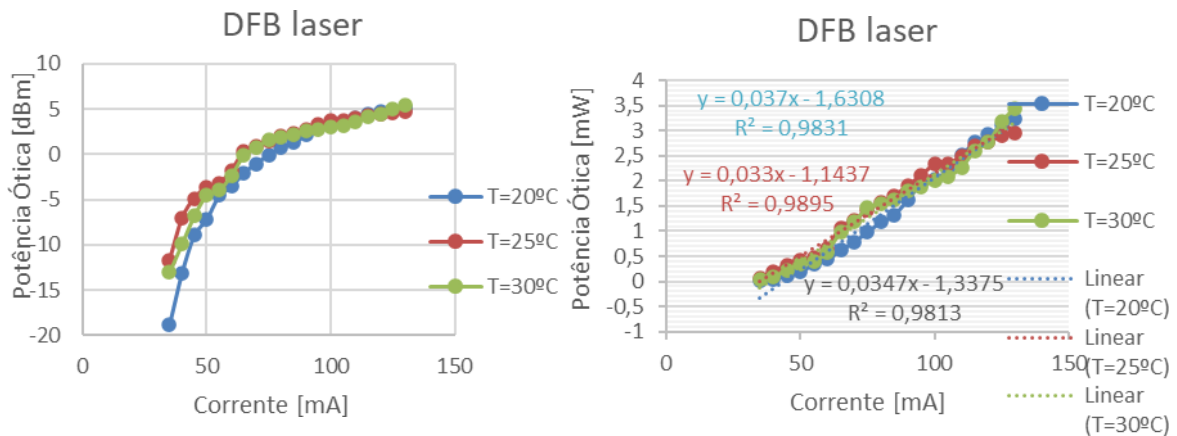 DFB laser
Potência Ótica [dBm]
10
5
0
-5
-10
-15
-20
0
50
100
150
Corrente [mA]
T=20ºC
T=25ºC
T=30ºC
DFB laser
Potência Ótica [mW]
4
3,5
3
2,5
2
1,5
1
0,5
0
-0,5
-1
0
50
100
150
Corrente [mA]
y = 0,037x - 1,6308
R² = 0,9831
y = 0,033x - 1,1437
R² = 0,9895
y = 0,0347x - 1,3375
R² = 0,9813
T=20ºC
T=25ºC
T=30ºC
Linear
(T=20ºC)
Linear
(T=25ºC)
Linear
(T=30ºC)